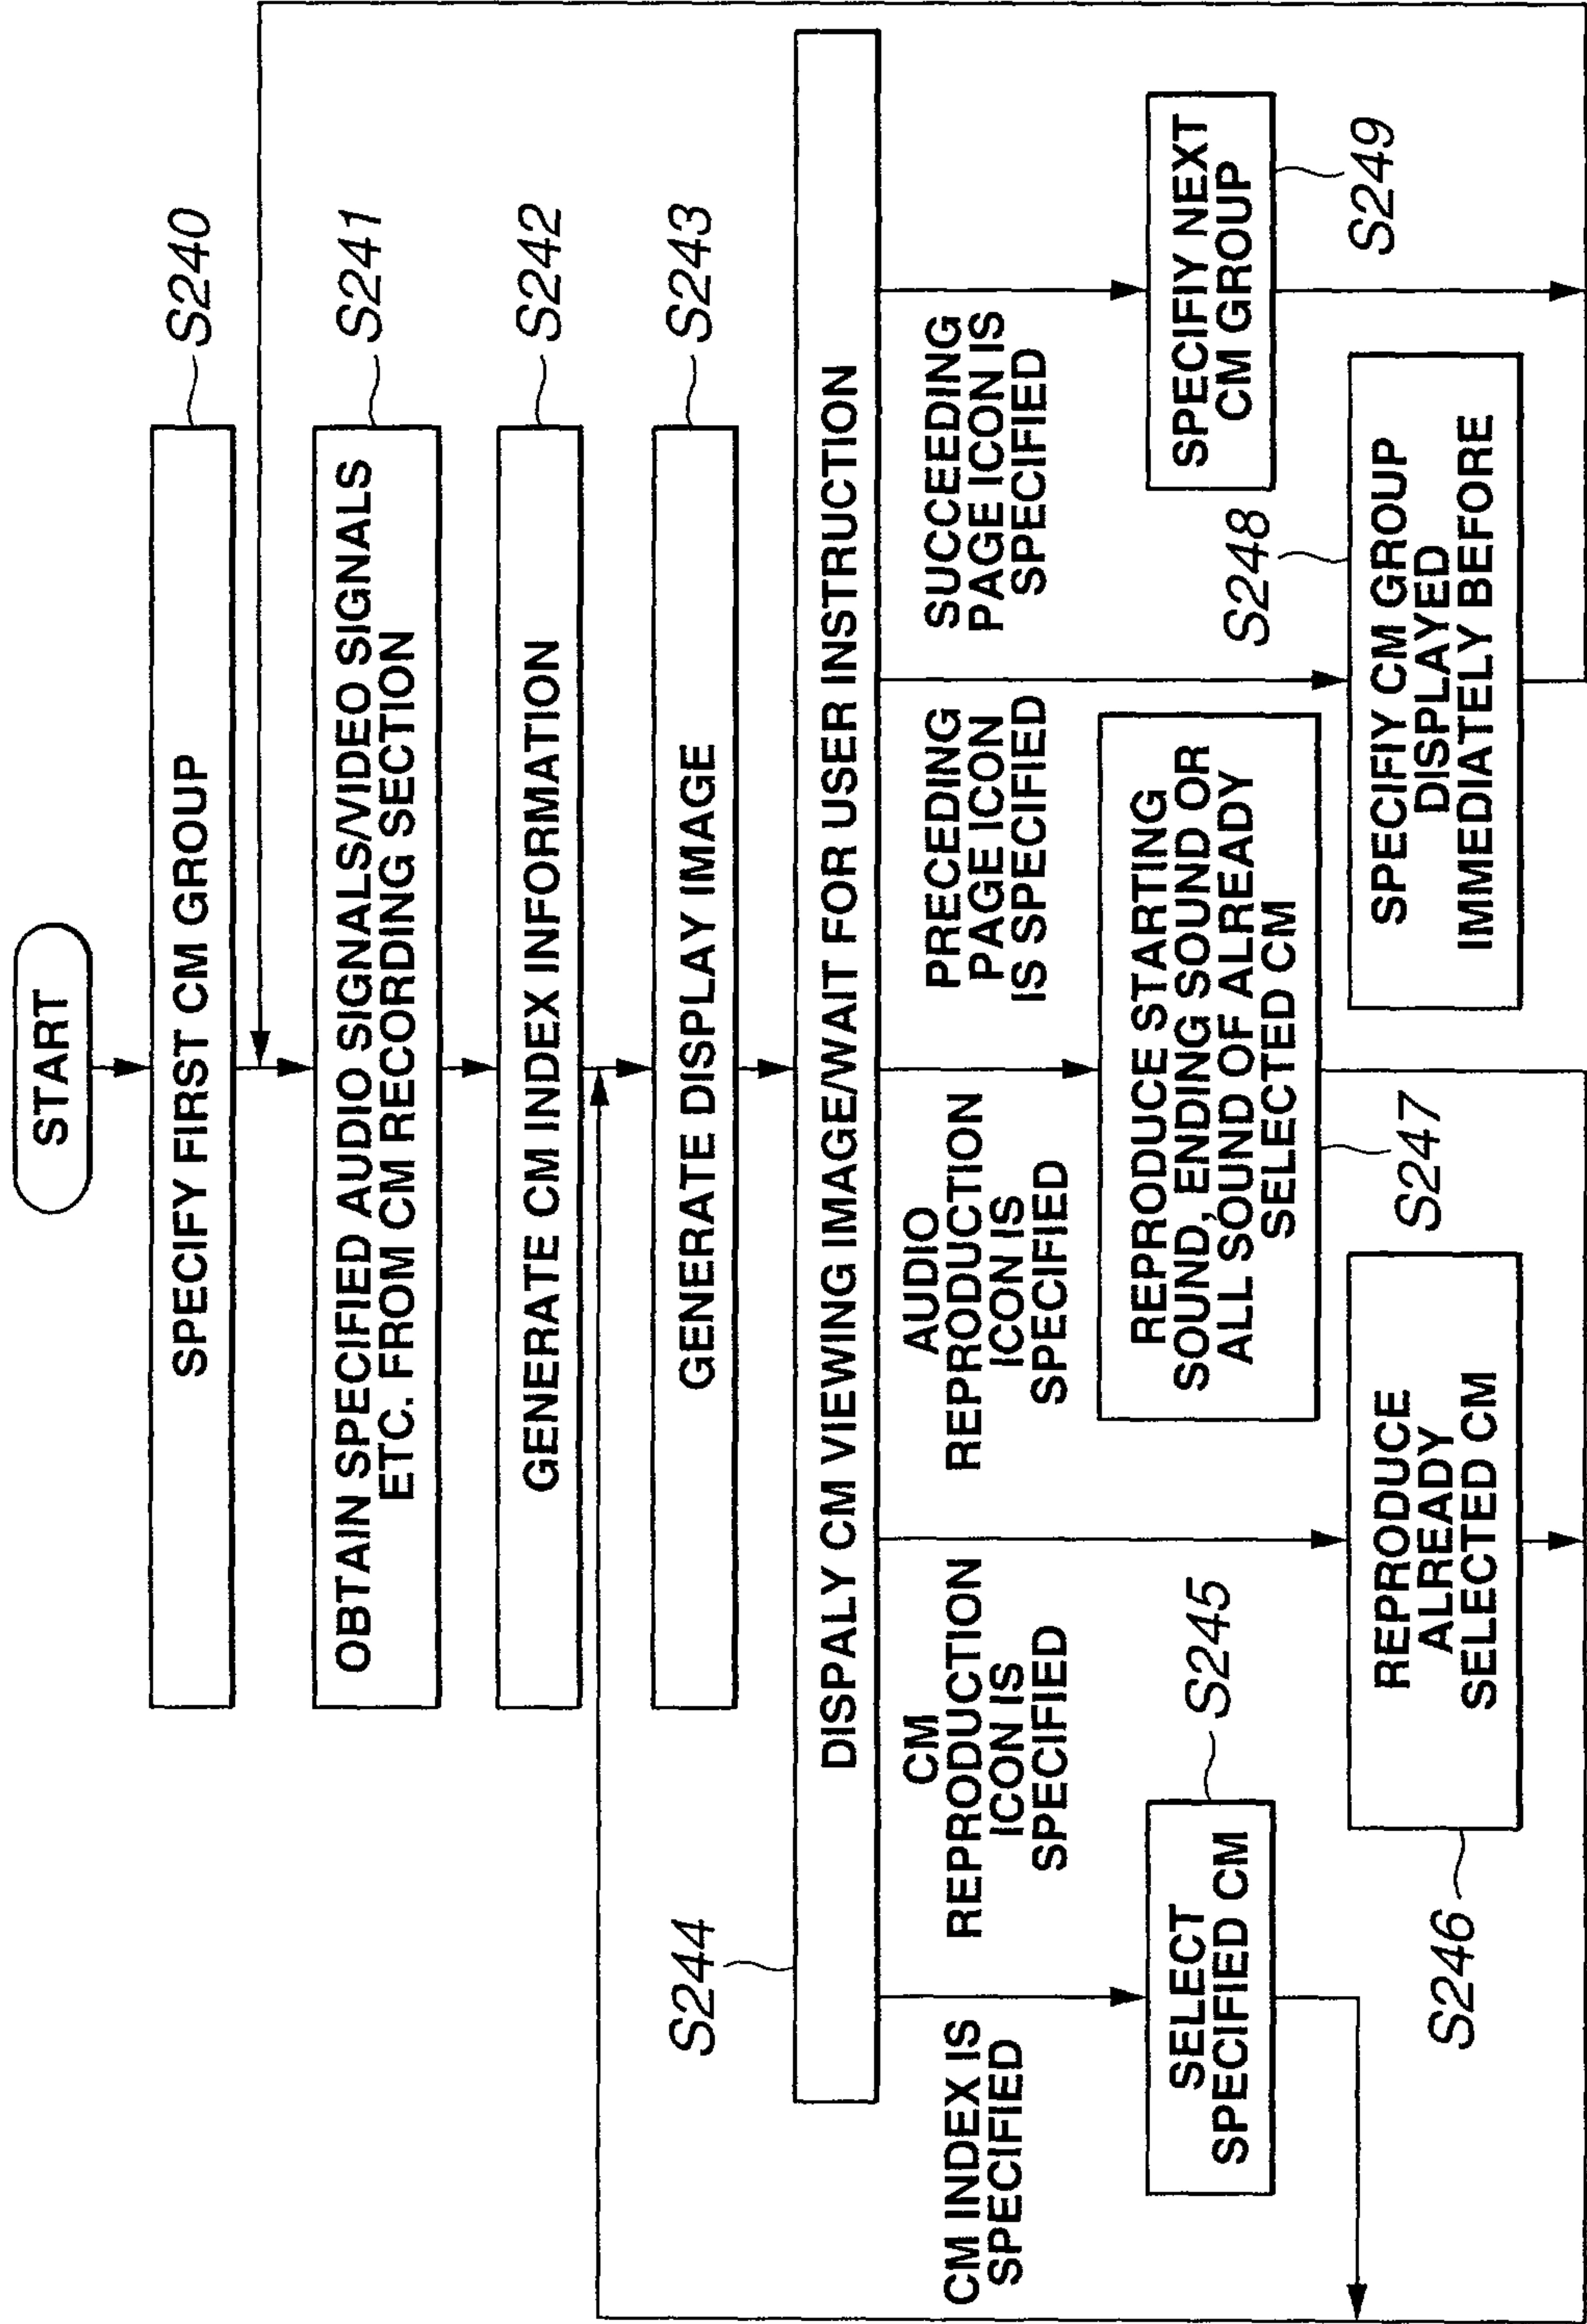 START
SPECIFY FIRST CM GROUP
S240
OBTAIN SPECIFIED AUDIO SIGNALS/VIDEO SIGNALS
ETC. FROM CM RECORDING SECTION
S241
GENERATE CM INDEX INFORMATION
S242
GENERATE DISPLAY IMAGE
S243
S244
DISPALY CM VIEWING IMAGE/WAIT FOR USER INSTRUCTION
CM INDEX IS
SPECIFIED
CM
REPRODUCTION
ICON IS
SPECIFIED
AUDIO
REPRODUCTION
ICON IS
SPECIFIED
PRECEDING
PAGE ICON
IS SPECIFIED
SUCCEEDING
PAGE ICON IS
SPECIFIED
SELECT
SPECIFIED CM
S245
REPRODUCE
ALREADY
SELECTED CM
S246
REPRODUCE STARTING
SOUND, ENDING SOUND OR
ALL SOUND OF ALREADY
SELECTED CM
S247
SPECIFIY CM GROUP
DISPLAYED
IMMEDIATELY BEFORE
S248
SPECIFIY NEXT
CM GROUP
S249